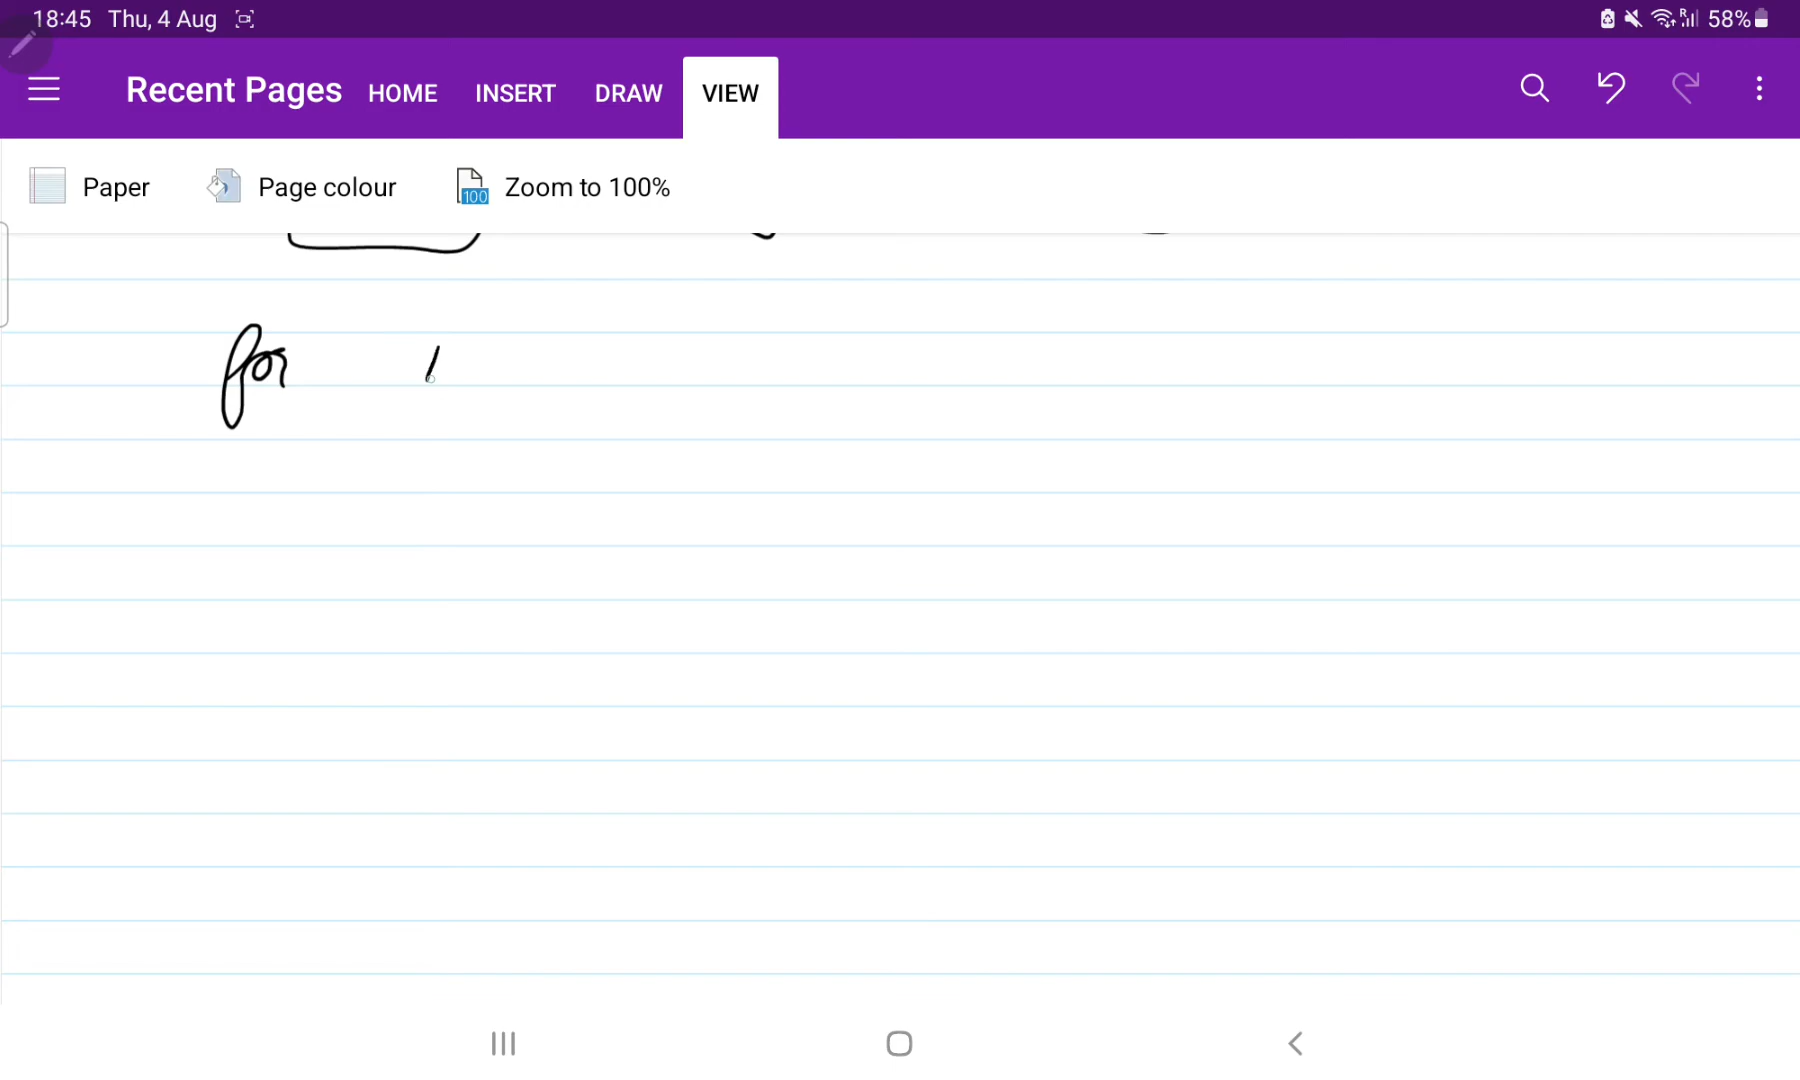 18:45 Thu, 4 Aug 58%
Recent Pages HOME INSERT DRAW VIEW
Paper Page colour 100 Zoom to 100%
for